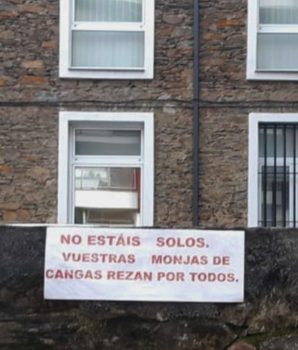 NO ESTÁIS SOLOS.
VUESTRAS MONJAS DE
CANGAS REZAN POR TODOS.